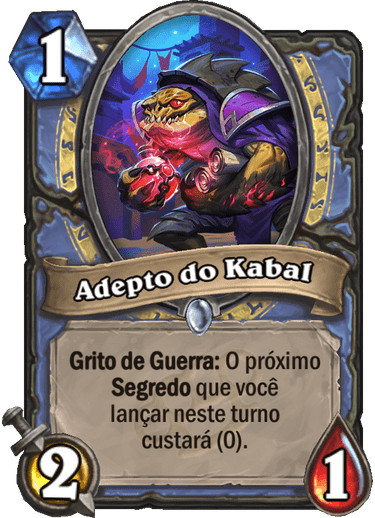 1
Adepto do Kabal
Grito de Guerra: O próximo
Segredo que você
lançar neste turno
custará (0).
2
1